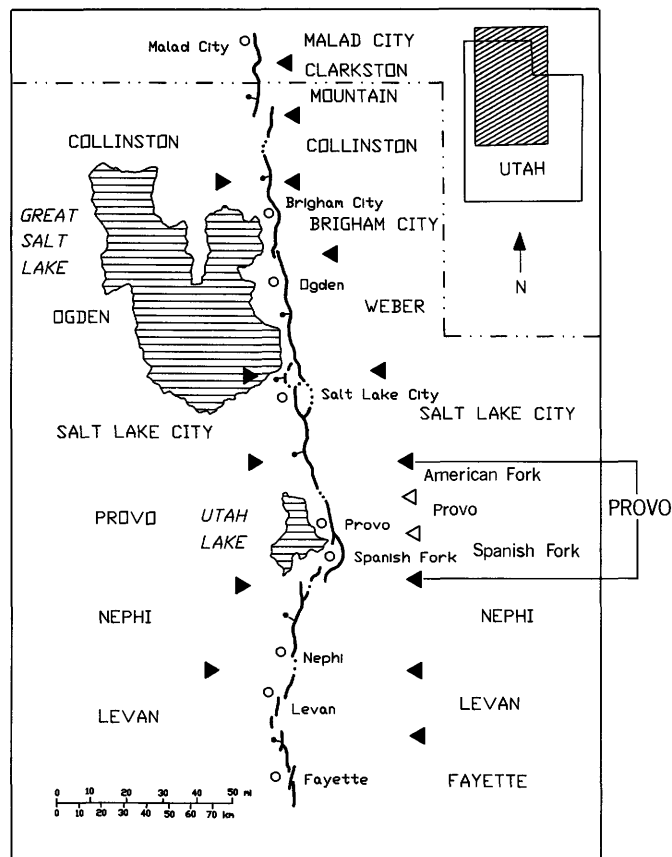 MALAD CITY
Malad City
CLARKSTON
MOUNTAIN
COLLINSTON
COLLINSTON
UTAH
Brigham City
GREAT
SALT
LAKE
BRIGHAM CITY
N
Ogden
OGDEN
WEBER
Salt Lake City
SALT LAKE CITY
SALT LAKE CITY
American Fork
PROVO
Provo
PROVO
UTAH
LAKE
Provo
Spanish Fork
Spanish Fork
NEPHI
NEPHI
Nephi
LEVAN
Levan
LEVAN
Fayette
FAYETTE
0 10 20 30 40 50 mi
0 10 20 30 40 50 60 70 km